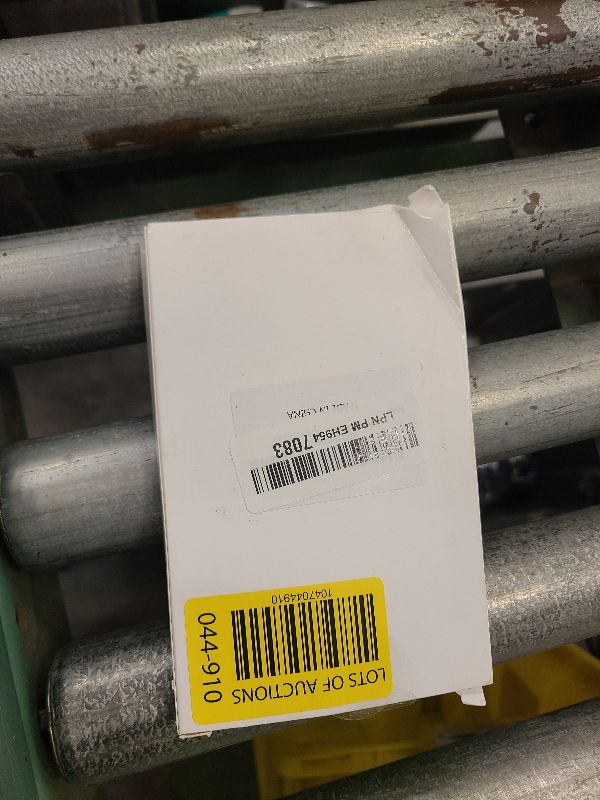 LPN PM EH954 7083
LOTS OF AUCTIONS
044-910
1047044910